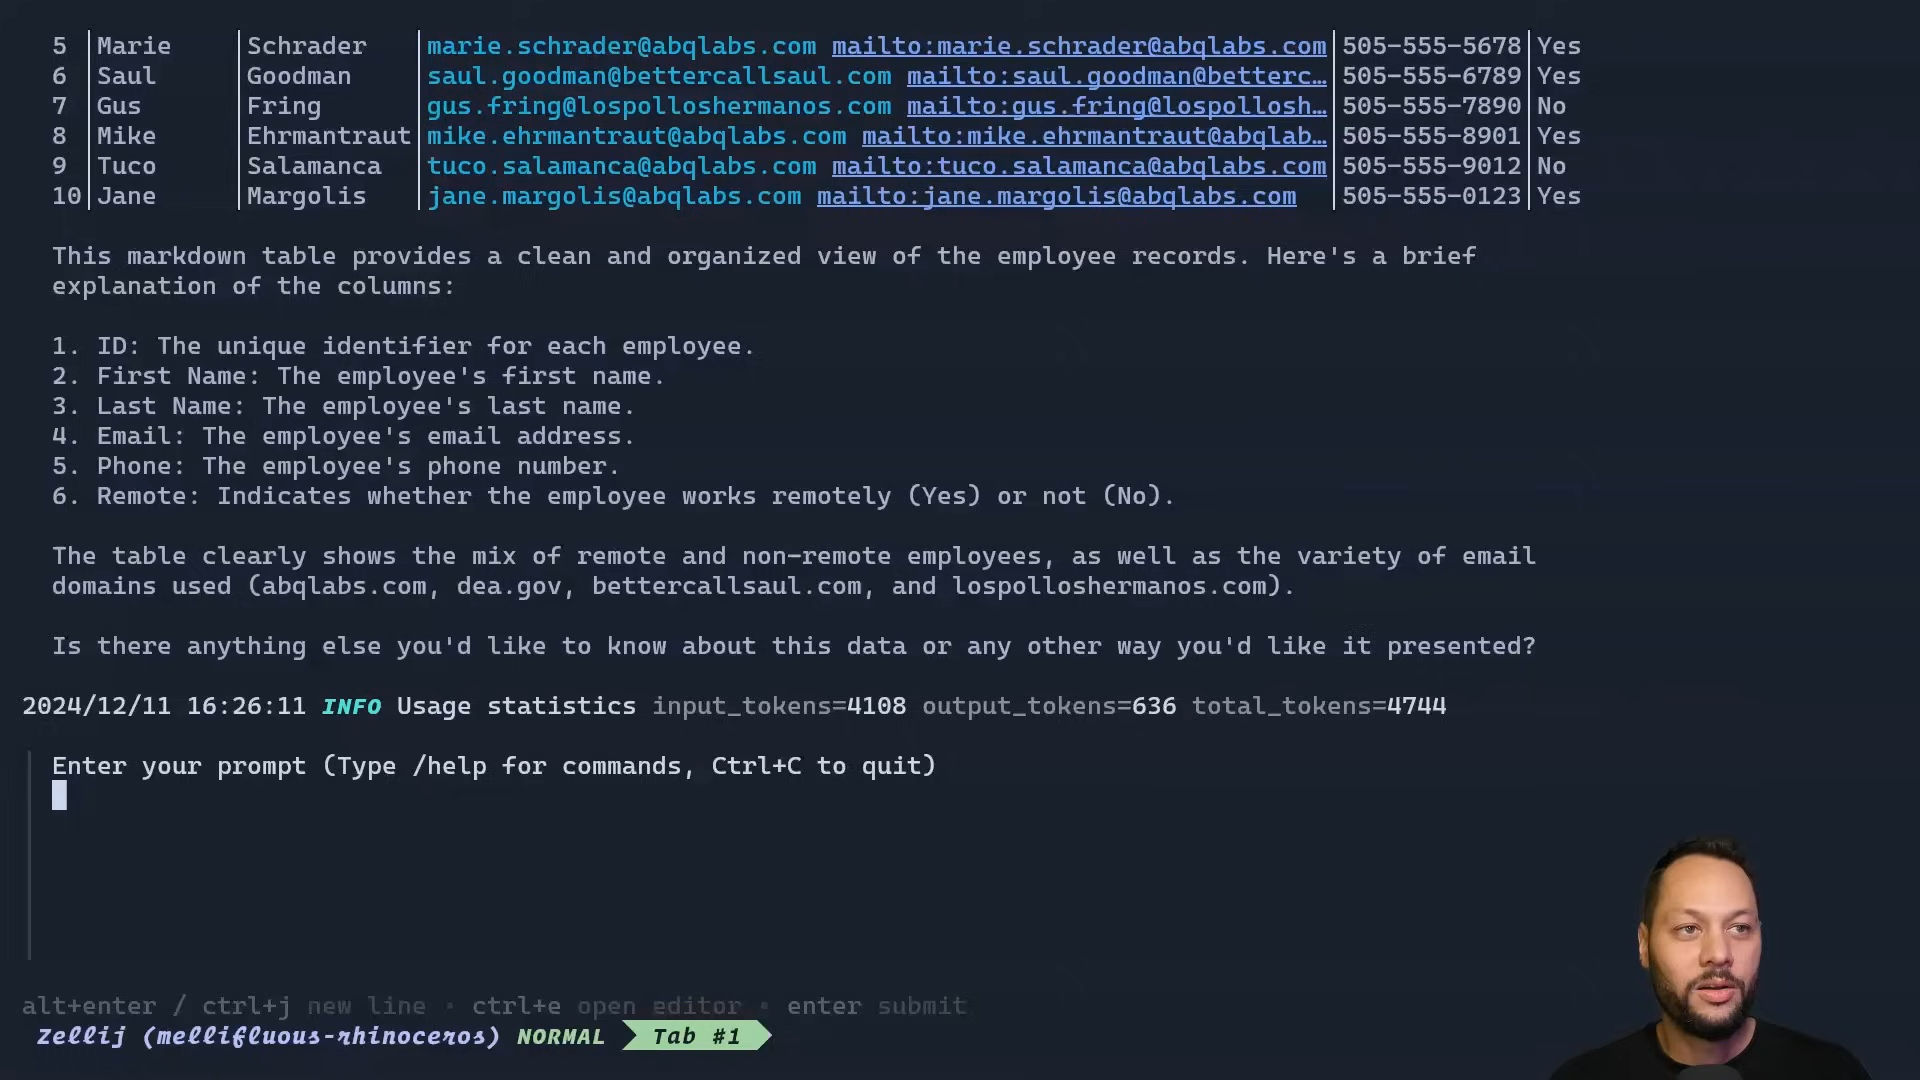 5 Marie Schrader marie.schrader@abqlabs.com mailto:marie.schrader@abqlabs.com 505-555-5678 Yes
6 Saul Goodman saul.goodman@bettercallsaul.com mailto:saul.goodman@betterc… 505-555-6789 Yes
7 Gus Fring gus.fring@lospolloshermanos.com mailto:gus.fring@lospollosh… 505-555-7890 No
8 Mike Ehrmantraut mike.ehrmantraut@abqlabs.com mailto:mike.ehrmantraut@abqlab… 505-555-8901 Yes
9 Tuco Salamanca tuco.salamanca@abqlabs.com mailto:tuco.salamanca@abqlabs.com 505-555-9012 No
10 Jane Margolis jane.margolis@abqlabs.com mailto:jane.margolis@abqlabs.com 505-555-0123 Yes
This markdown table provides a clean and organized view of the employee records. Here's a brief
explanation of the columns:
1. ID: The unique identifier for each employee.
2. First Name: The employee's first name.
3. Last Name: The employee's last name.
4. Email: The employee's email address.
5. Phone: The employee's phone number.
6. Remote: Indicates whether the employee works remotely (Yes) or not (No).
The table clearly shows the mix of remote and non-remote employees, as well as the variety of email
domains used (abqlabs.com, dea.gov, bettercallsaul.com, and lospolloshermanos.com).
Is there anything else you'd like to know about this data or any other way you'd like it presented?
2024/12/11 16:26:11 INFO Usage statistics input_tokens=4108 output_tokens=636 total_tokens=4744
Enter your prompt (Type /help for commands, Ctrl+C to quit)
alt+enter / ctrl+j new line • ctrl+e open editor • enter submit
Zellij (mellifluous-rhinoceros) NORMAL Tab #1